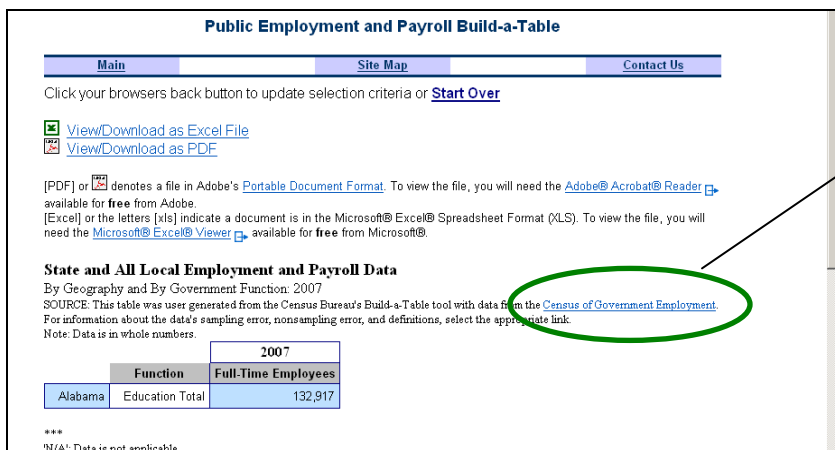 Public Employment and Payroll Build-a-Table
Main Site Map Contact Us
Click your browsers back button to update selection criteria or Start Over
View/Download as Excel File
View/Download as PDF
[PDF] or denotes a file in Adobe's Portable Document Format. To view the file, you will need the Adobe® Acrobat® Reader
available for free from Adobe.
[Excel] or the letters [xls] indicate a document is in the Microsoft® Excel® Spreadsheet Format (XLS). To view the file, you will
need the Microsoft® Excel® Viewer available for free from Microsoft®.
State and All Local Employment and Payroll Data
By Geography and By Government Function: 2007
SOURCE: This table was user generated from the Census Bureau's Build-a-Table tool with data from the Census of Government Employment.
For information about the data's sampling error, nonsampling error, and definitions, select the appropriate link.
Note: Data is in whole numbers.
2007
Function Full-Time Employees
Alabama Education Total 132,917
***
'N/A': Data is not applicable